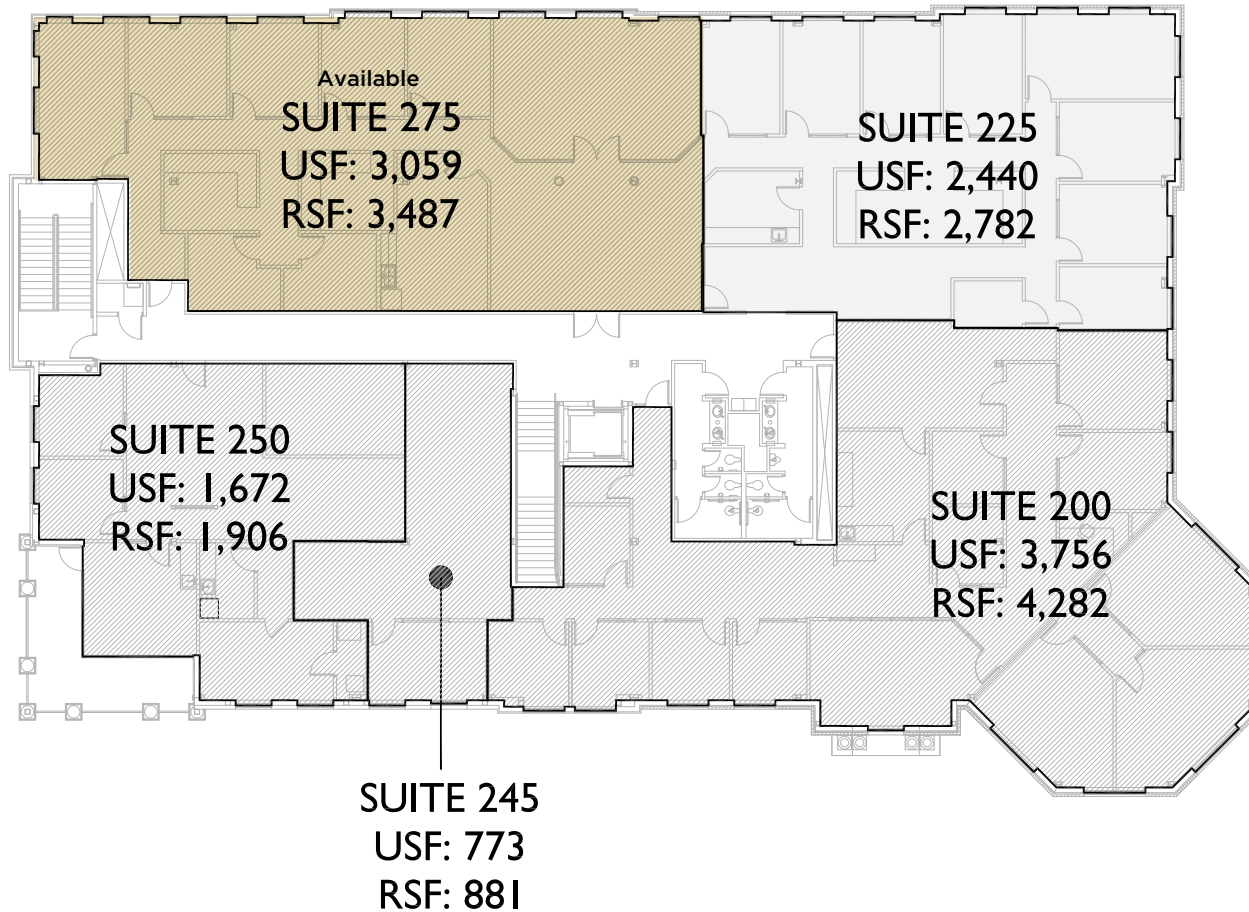 Available
SUITE 275
USF: 3,059
RSF: 3,487
SUITE 225
USF: 2,440
RSF: 2,782
SUITE 250
USF: 1,672
RSF: 1,906
SUITE 200
USF: 3,756
RSF: 4,282
SUITE 245
USF: 773
RSF: 881